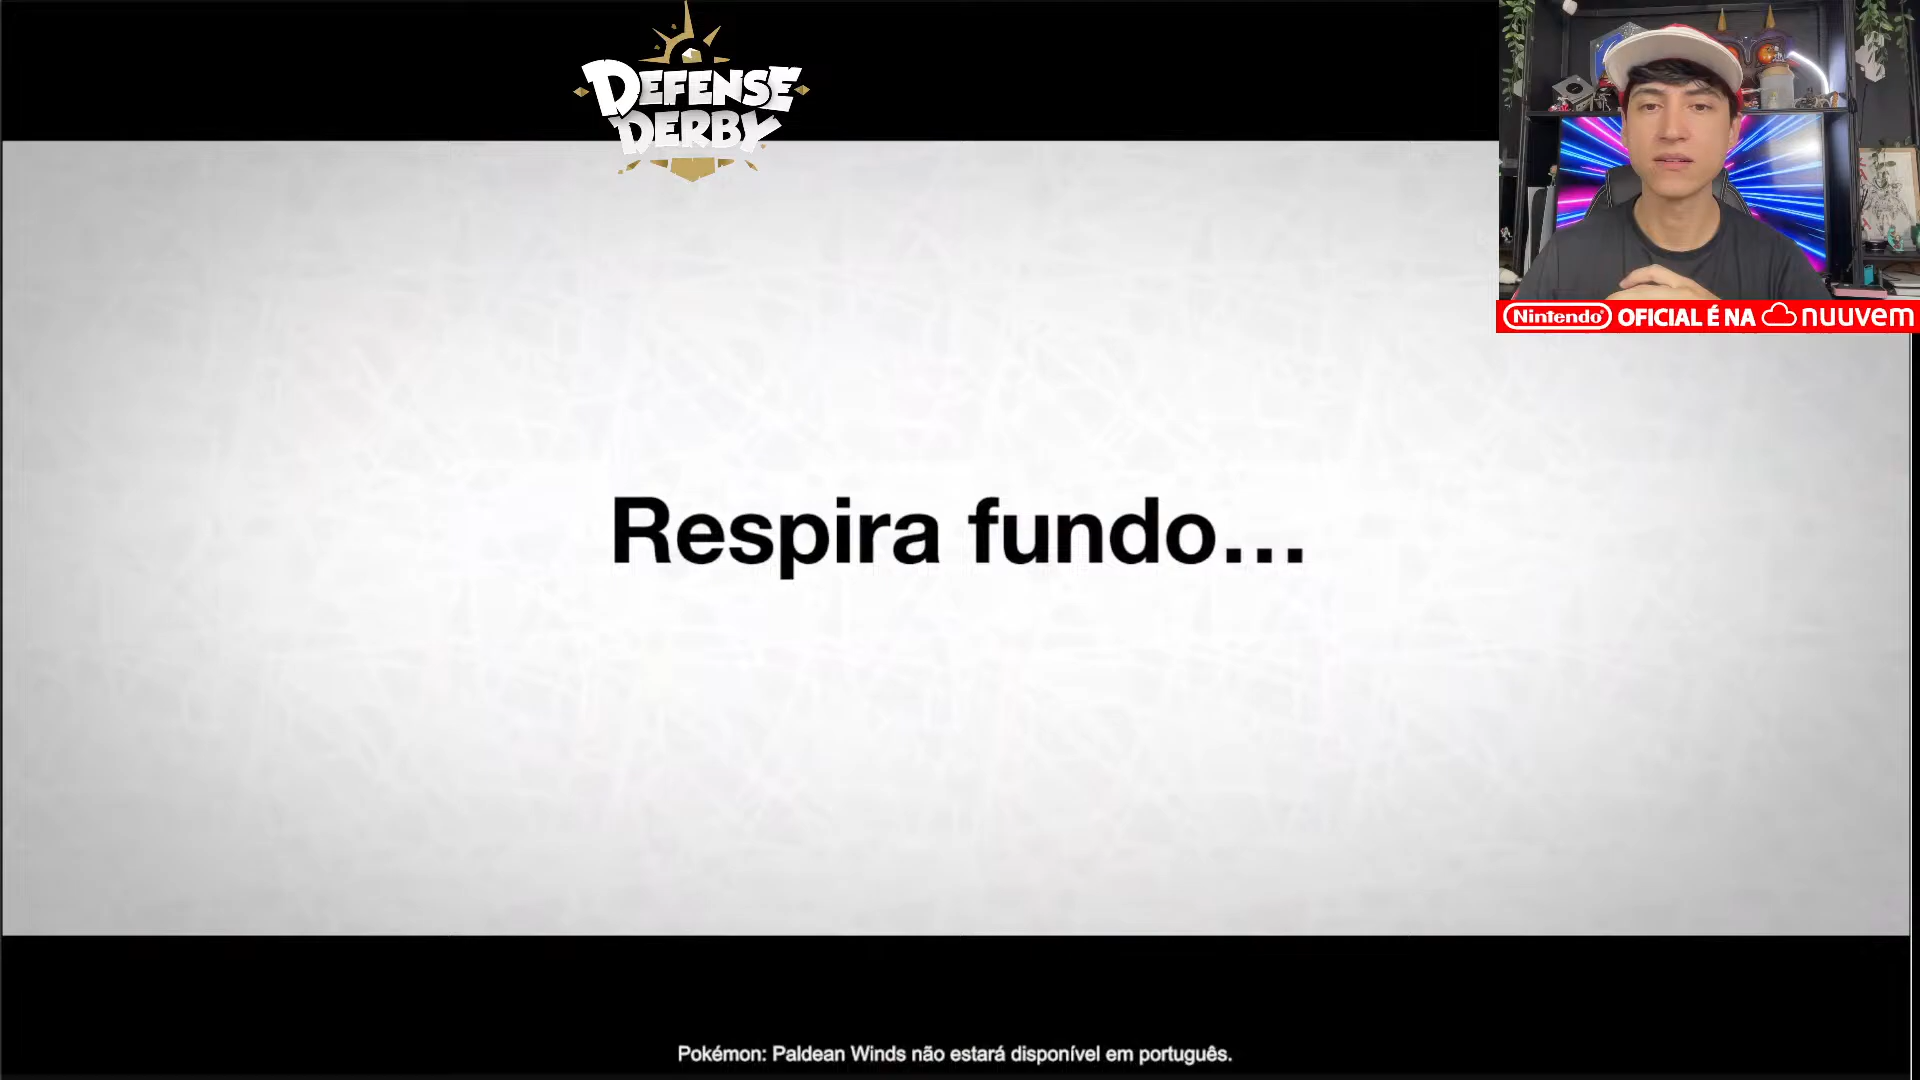 DEFENSE
DERBY
Nintendo OFICIAL É NA nuuvem
Respira fundo...
Pokémon: Paldean Winds não estará disponível em português.